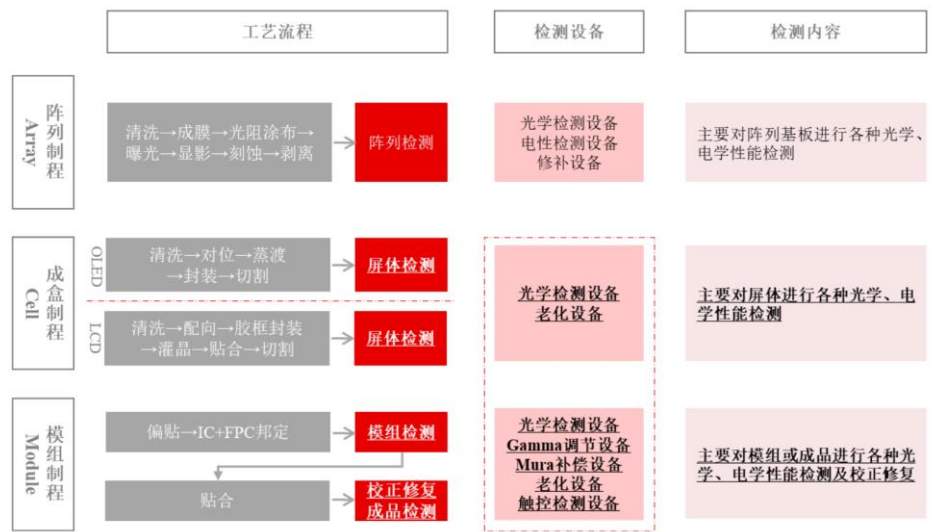 工艺流程
检测设备
检测内容
阵列制程
Array
清洗→成膜→光阻涂布→
曝光→显影→刻蚀→剥离
阵列检测
光学检测设备
电性检测设备
修补设备
主要对阵列基板进行各种光学、
电学性能检测
成盒制程
Cell
OLED
清洗→对位→蒸渡
→封装→切割
屏体检测
LCD
清洗→配向→胶框封装
→灌晶→贴合→切割
屏体检测
光学检测设备
老化设备
主要对屏体进行各种光学、电
学性能检测
模组制程
Module
偏贴→IC+FPC邦定
模组检测
贴合
校正修复
成品检测
光学检测设备
Gamma调节设备
Mura补偿设备
老化设备
触控检测设备
主要对模组或成品进行各种光
学、电学性能检测及校正修复